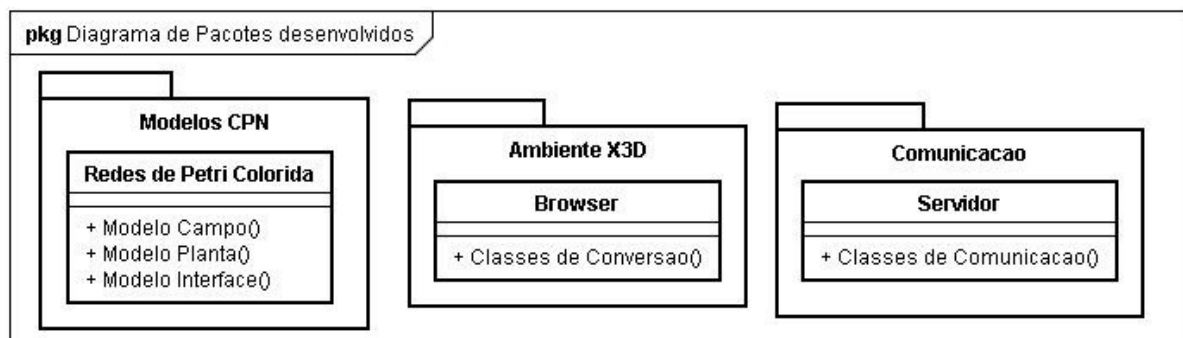 pkg Diagrama de Pacotes desenvolvidos
Modelos CPN
Redes de Petri Colorida
+ Modelo Campo()
+ Modelo Planta()
+ Modelo Interface()
Ambiente X3D
Browser
+ Classes de Conversao()
Comunicacao
Servidor
+ Classes de Comunicacao()